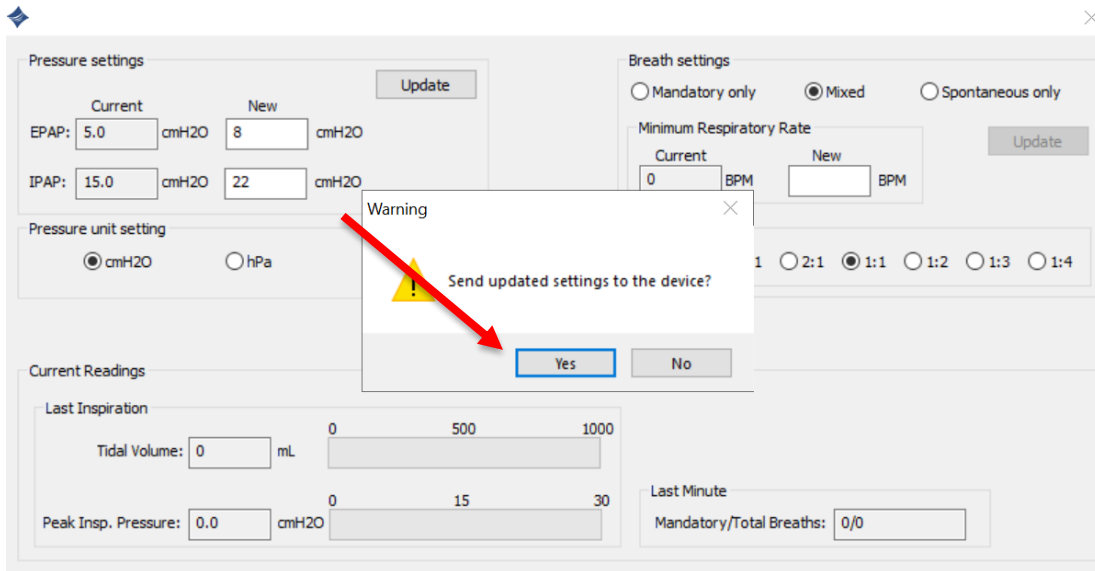 Pressure settings
Update
Current New
EPAP: 5.0 cmH2O 8 cmH2O
IPAP: 15.0 cmH2O 22 cmH2O
Pressure unit setting
cmH2O hPa
Breath settings
Mandatory only Mixed Spontaneous only
Minimum Respiratory Rate
Update
Current New
0 BPM BPM
1 2:1 1:1 1:2 1:3 1:4
Warning
!
Send updated settings to the device?
Yes No
Current Readings
Last Inspiration
0 500 1000
Tidal Volume: 0 mL
0 15 30
Peak Insp. Pressure: 0.0 cmH2O
Last Minute
Mandatory/Total Breaths: 0/0